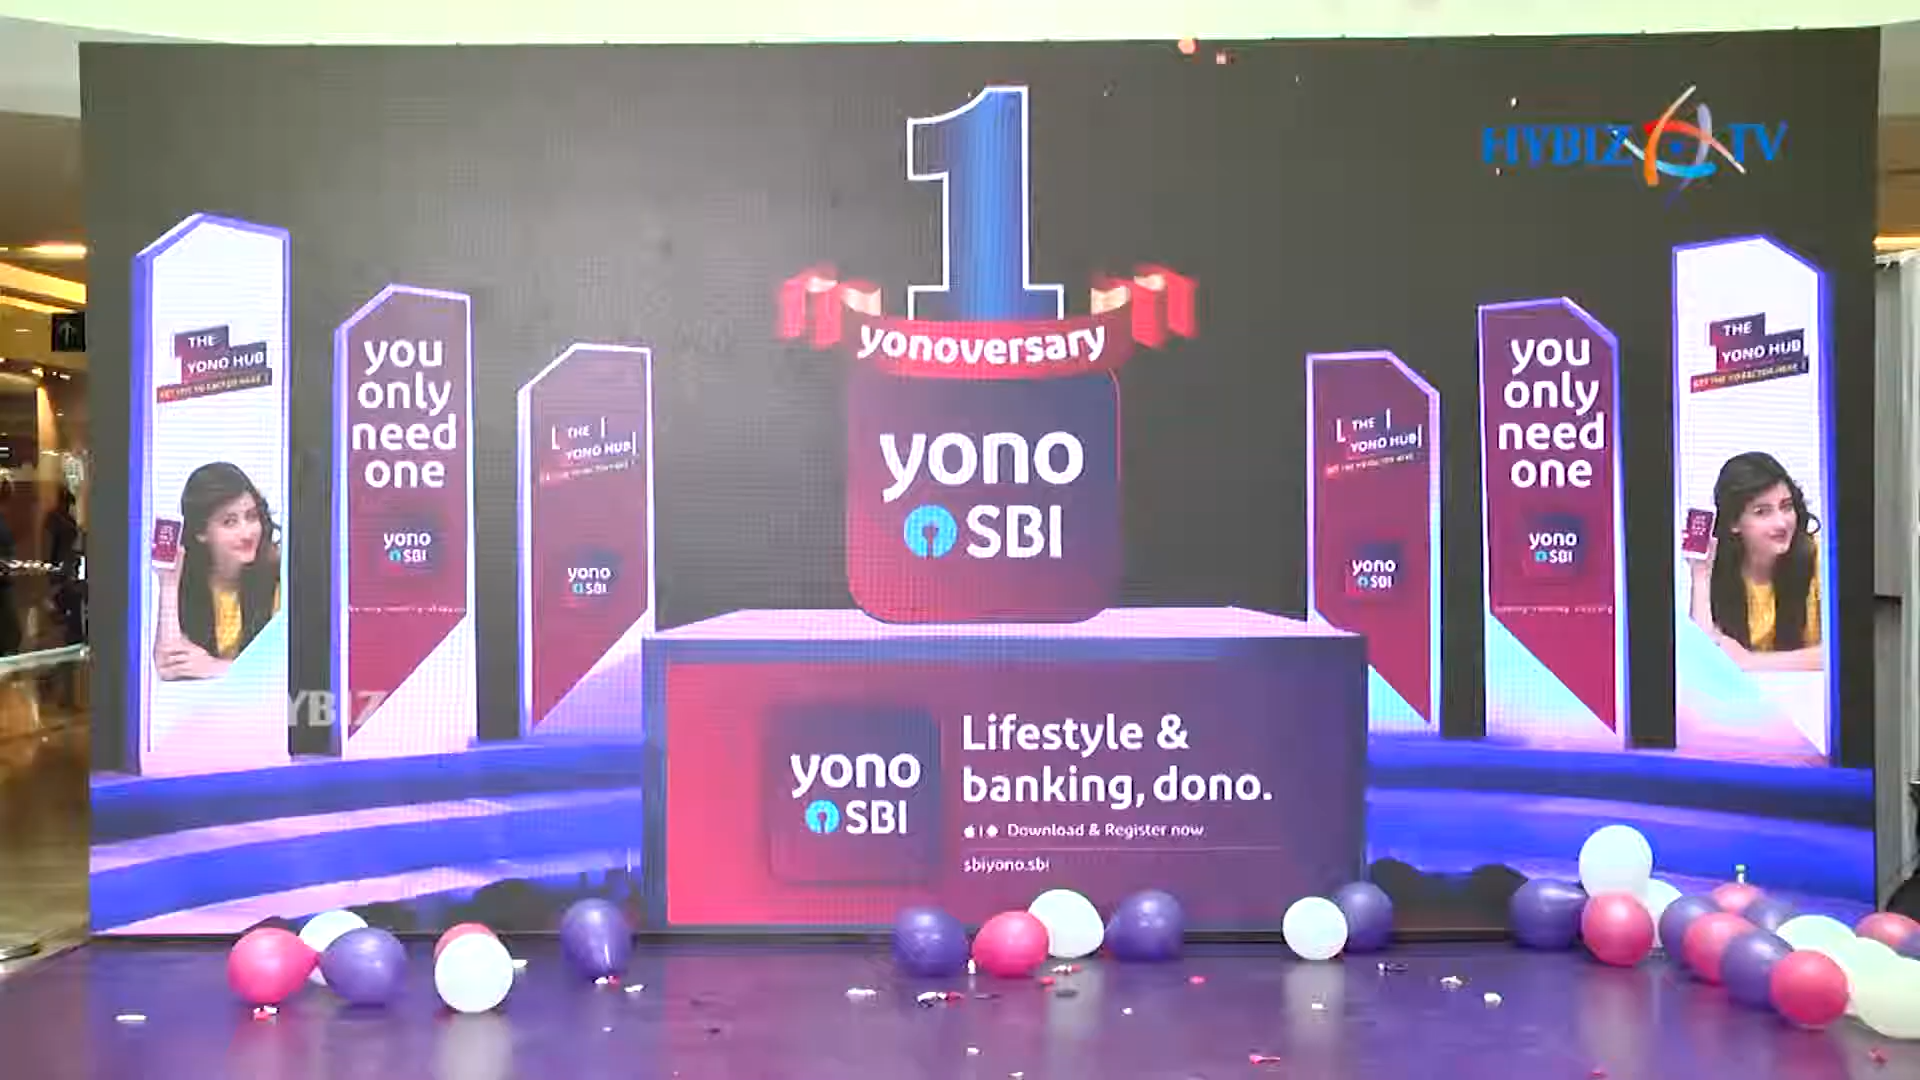 HYBIZ TV
1
yonoversary
yono
SBI
THE
YONO HUB
you
only
need
one
yono
SBI
THE
YONO HUB
yono
SBI
THE
YONO HUB
yono
SBI
you
only
need
one
yono
SBI
THE
YONO HUB
YBIZ
yono
SBI
Lifestyle &
banking, dono.
Download & Register now
sbiyono.sbi